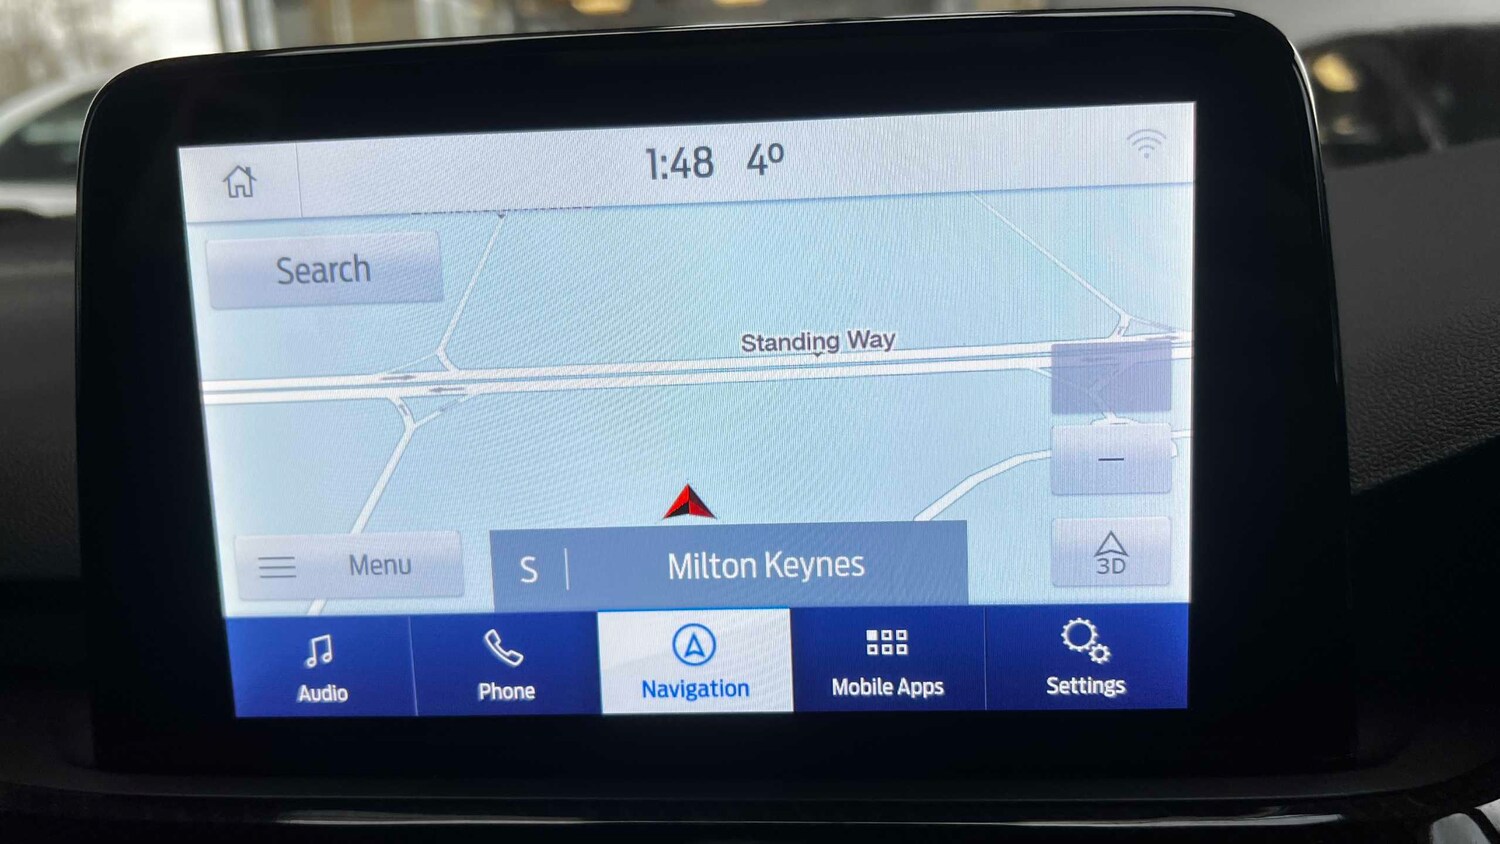 1:48 4°
Search
Standing Way
–
Menu
S | Milton Keynes
3D
Audio
Phone
Navigation
Mobile Apps
Settings